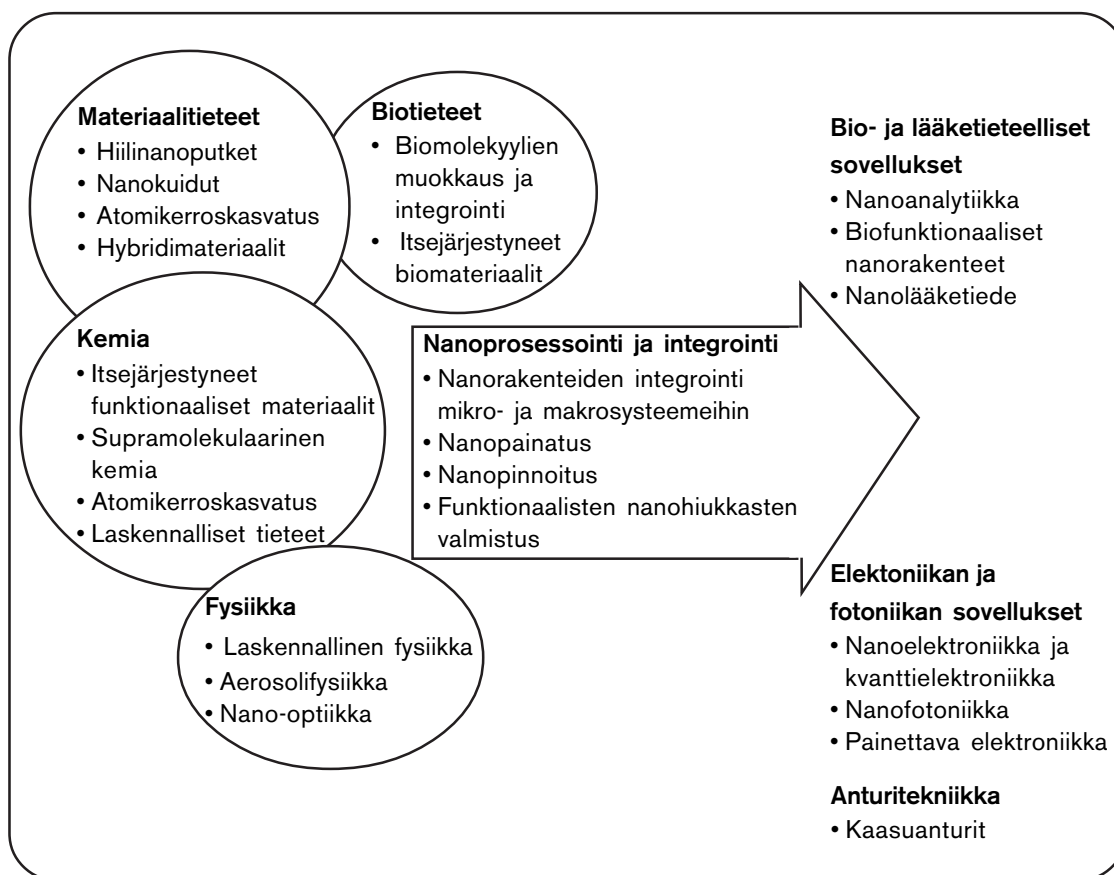 Materiaalitieteet
• Hiilinanoputket
• Nanokuidut
• Atomikerroskasvatus
• Hybridimateriaalit
Biotieteet
• Biomolekyylien
muokkaus ja
integrointi
• Itsejärjestyneet
biomateriaalit
Kemia
• Itsejärjestyneet
funktionaaliset materiaalit
• Supramolekulaarinen
kemia
• Atomikerroskasvatus
• Laskennalliset tieteet
Fysiikka
• Laskennallinen fysiikka
• Aerosolifysiikka
• Nano-optiikka
Nanoprosessointi ja integrointi
• Nanorakenteiden integrointi
mikro- ja makrosysteemeihin
• Nanopainatus
• Nanopinnoitus
• Funktionaalisten nanohiukkasten
valmistus
Bio- ja lääketieteelliset
sovellukset
• Nanoanalytiikka
• Biofunktionaaliset
nanorakenteet
• Nanolääketiede
Elektoniikan ja
fotoniikan sovellukset
• Nanoelektroniikka ja
kvanttielektroniikka
• Nanofotoniikka
• Painettava elektroniikka
Anturitekniikka
• Kaasuanturit